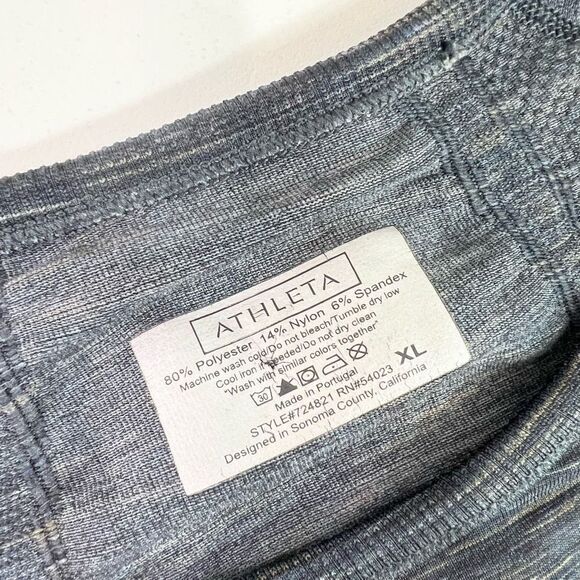 ATHLETA
80% Polyester 14% Nylon 6% Spandex
Machine wash cold/Do not bleach/Tumble dry low
Cool iron if needed/Do not dry clean
"Wash with similar colors together"
30 XL
Made in Portugal
STYLE#724821 RN#54023
Designed in Sonoma County, California